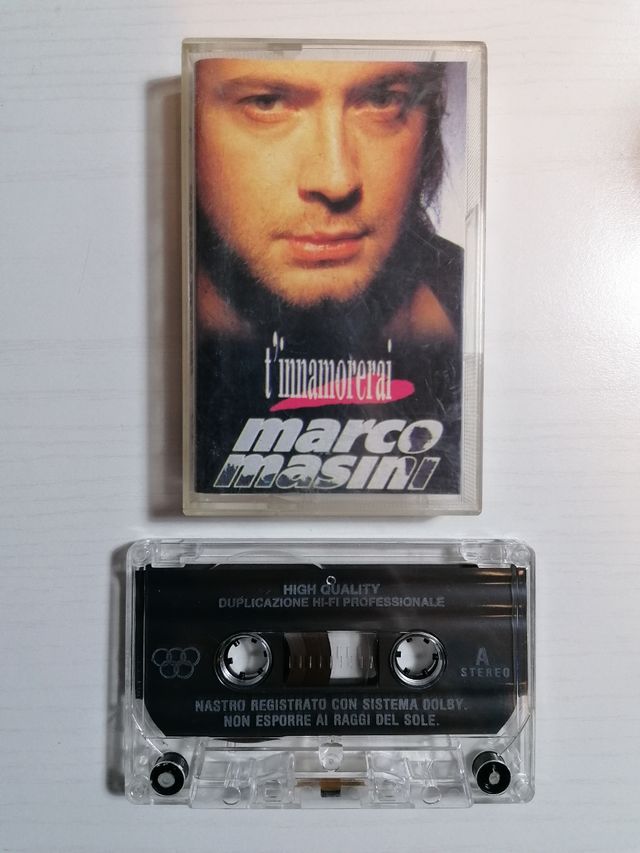 t'innamorerai
marco
masini
HIGH QUALITY
DUPLICAZIONE HI-FI PROFESSIONALE
A
STEREO
NASTRO REGISTRATO CON SISTEMA DOLBY.
NON ESPORRE AI RAGGI DEL SOLE.